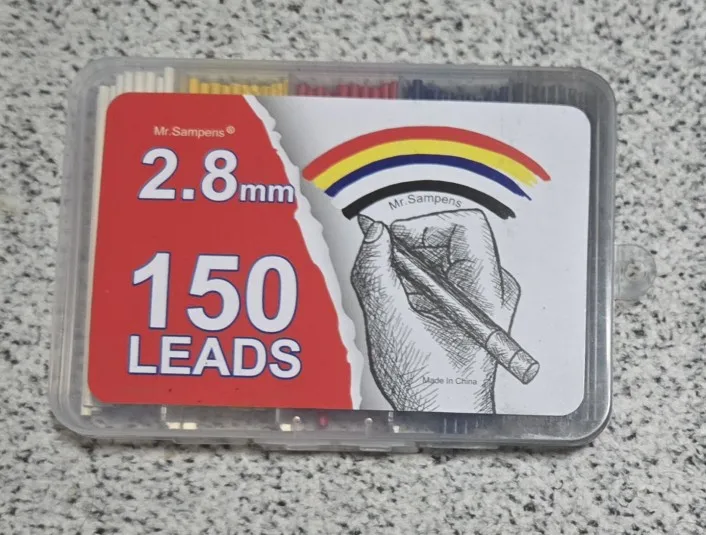 Mr.Sampens®
2.8mm
150
LEADS
Mr.Sampens
Made In China